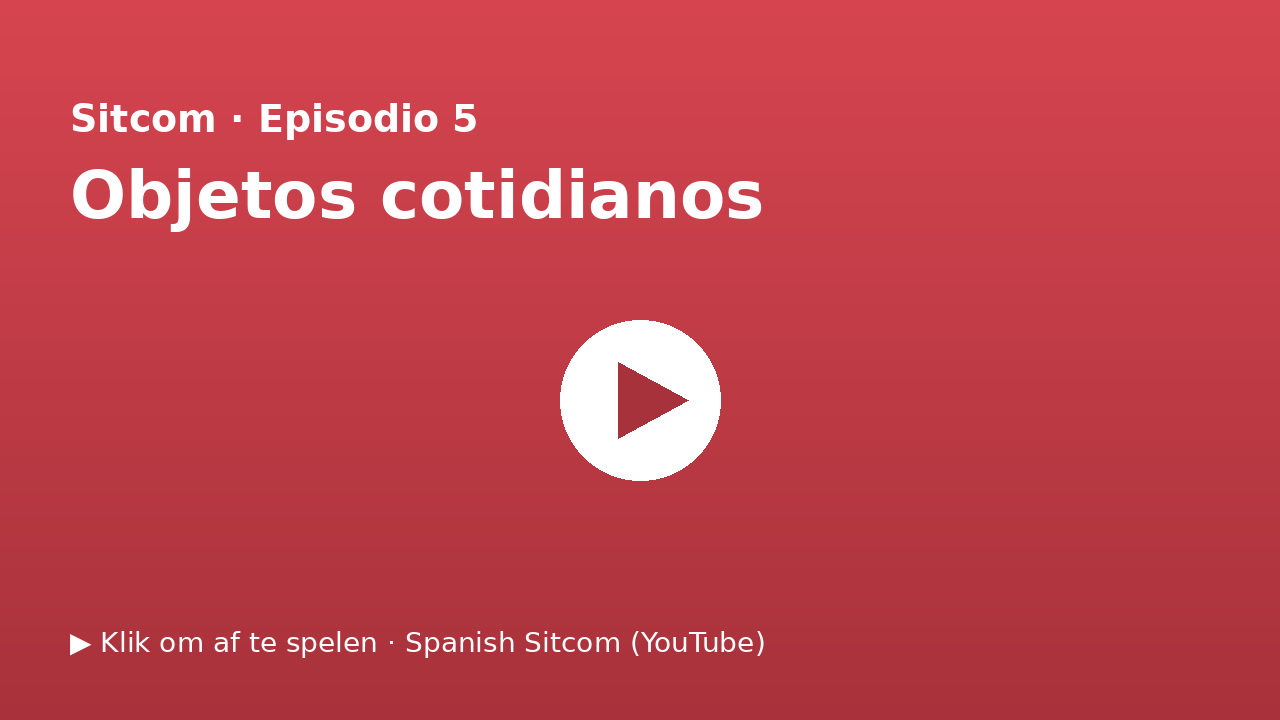 Sitcom · Episodio 5
Objetos cotidianos
▶ Klik om af te spelen · Spanish Sitcom (YouTube)